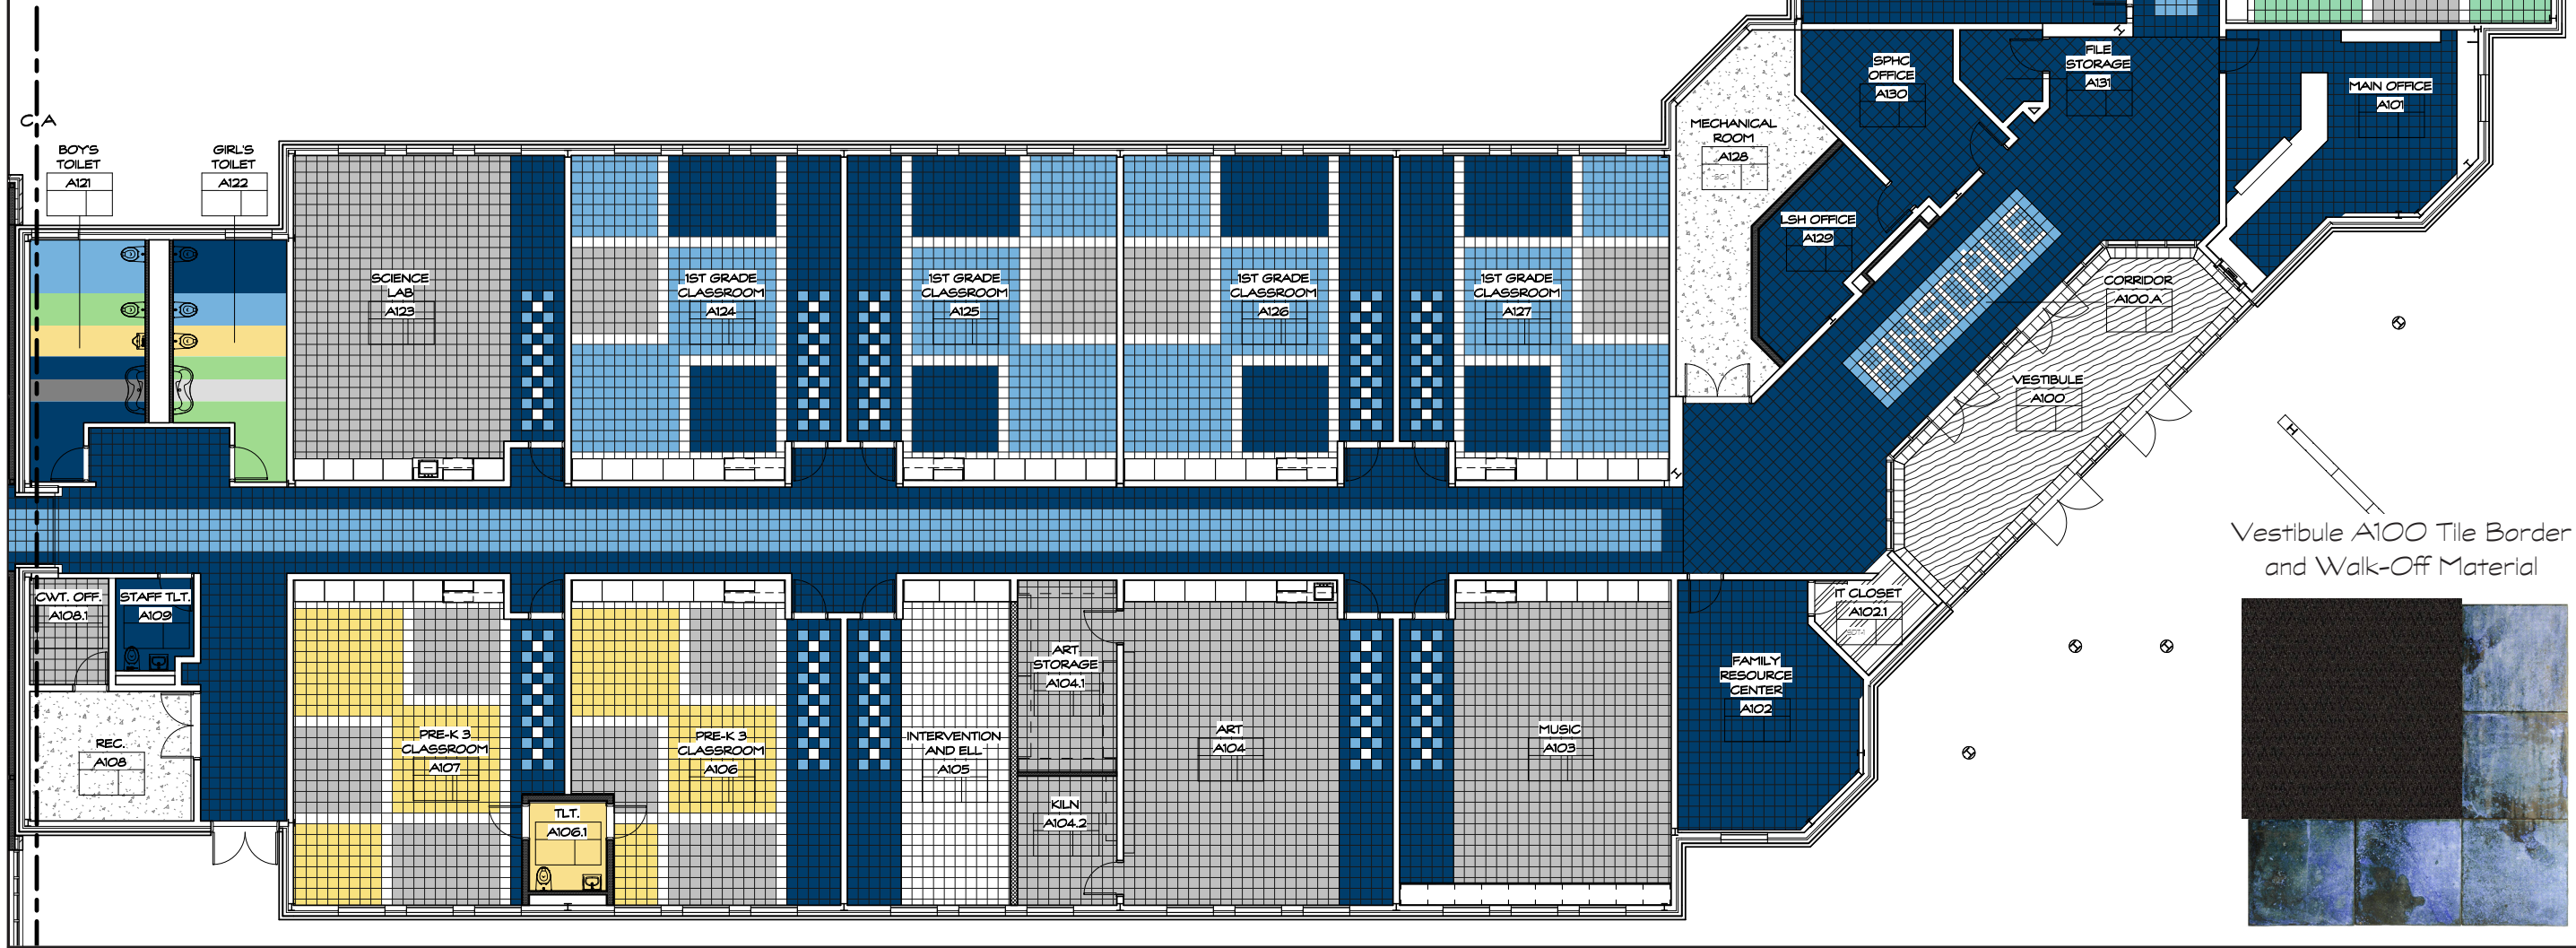 C A
BOY'S
TOILET
A121
GIRL'S
TOILET
A122
SCIENCE
LAB
A123
1ST GRADE
CLASSROOM
A124
1ST GRADE
CLASSROOM
A125
1ST GRADE
CLASSROOM
A126
1ST GRADE
CLASSROOM
A127
MECHANICAL
ROOM
A128
SPHC
OFFICE
A130
FILE
STORAGE
A131
MAIN OFFICE
A101
LSH OFFICE
A129
HINSDALE
CORRIDOR
A100.A
VESTIBULE
A100
CWT. OFF.
A108.1
STAFF TLT.
A109
REC.
A108
PRE-K 3
CLASSROOM
A107
TLT.
A106.1
PRE-K 3
CLASSROOM
A106
INTERVENTION
AND ELL
A105
ART
STORAGE
A104.1
KILN
A104.2
ART
A104
MUSIC
A103
FAMILY
RESOURCE
CENTER
A102
IT CLOSET
A102.1
Vestibule A100 Tile Border
and Walk-Off Material